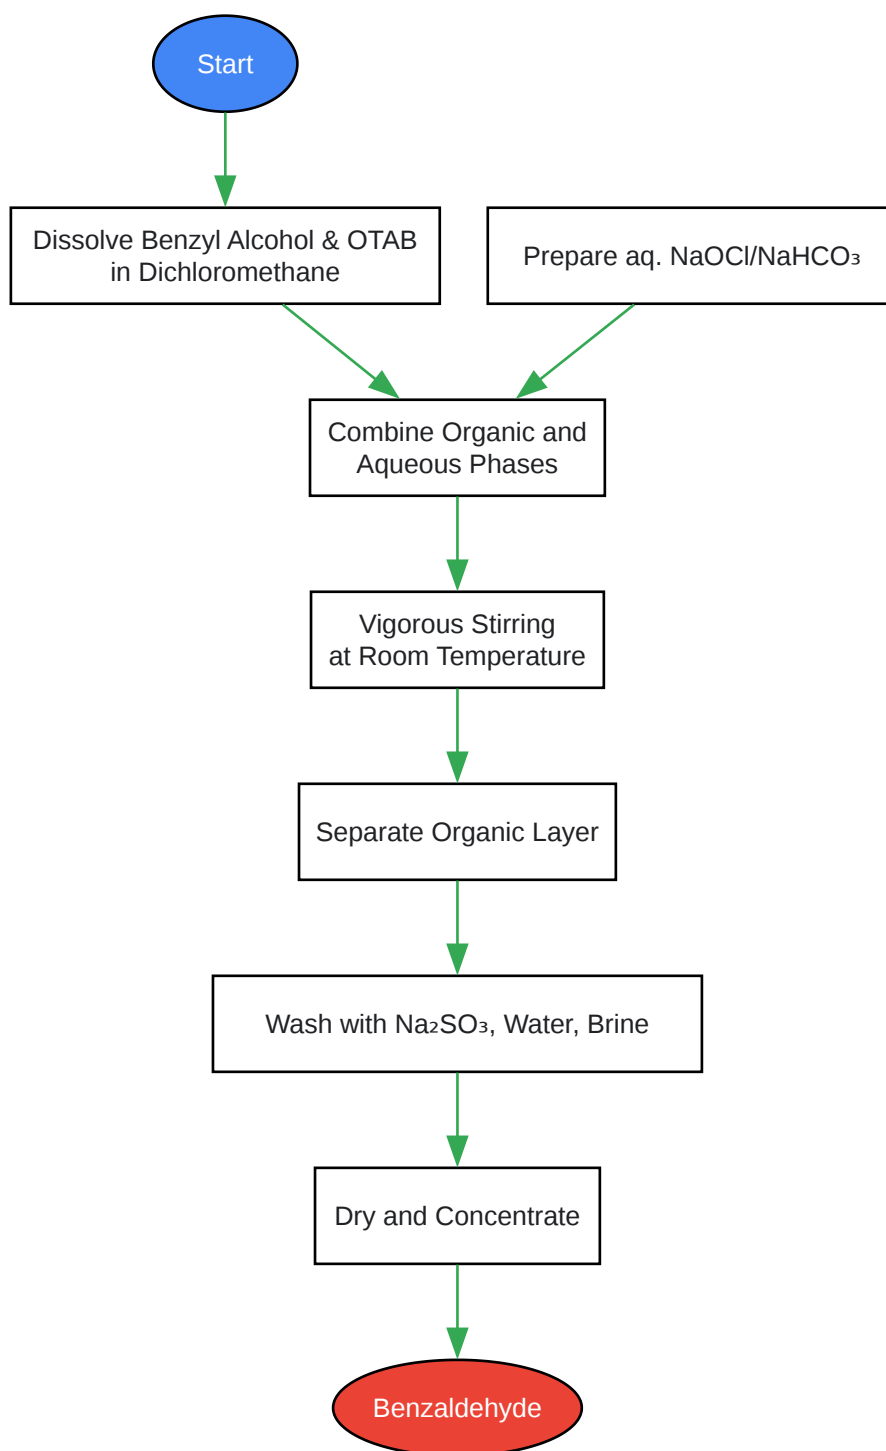 Start
Dissolve Benzyl Alcohol & OTAB
in Dichloromethane
Prepare aq. NaOCl/NaHCO₃
Combine Organic and
Aqueous Phases
Vigorous Stirring
at Room Temperature
Separate Organic Layer
Wash with Na₂SO₃, Water, Brine
Dry and Concentrate
Benzaldehyde